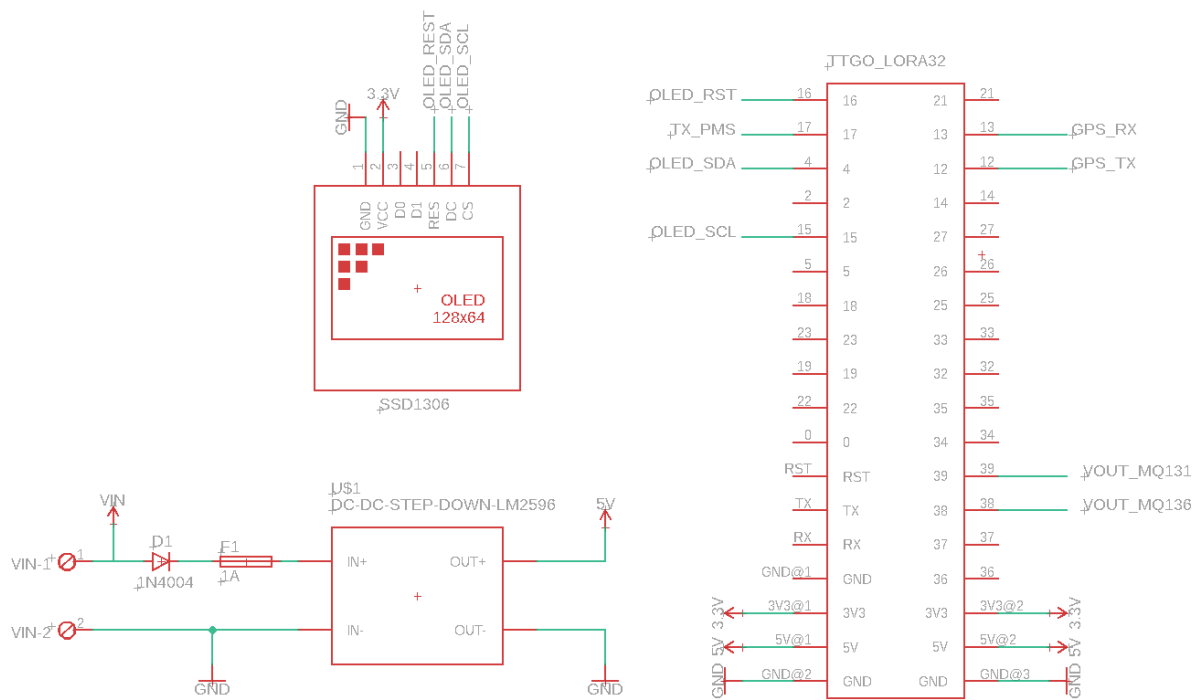 OLED_REST
OLED_SDA
OLED_SCL
GND
3.3V
1
2
3
4
5
6
7
GND
VCC
D0
D1
RES
DC
CS
OLED
128x64
SSD1306
VIN
VIN-1
1
D1
1N4004
F1
1A
U$1
DC-DC-STEP-DOWN-LM2596
IN+
OUT+
5V
VIN-2
2
IN-
OUT-
GND
GND
TTGO_LORA32
OLED_RST 16 16 21 21
TX_PMS 17 17 13 13 GPS_RX
OLED_SDA 4 4 12 12 GPS_TX
2 2 14 14
OLED_SCL 15 15 27 27
5 5 26 26
18 18 25 25
23 23 33 33
19 19 32 32
22 22 35 35
0 0 34 34
RST RST 39 39 VOUT_MQ131
TX TX 38 38 VOUT_MQ136
RX RX 37 37
GND@1 GND 36 36
3.3V 3V3@1 3V3 3V3 3V3@2 3.3V
5V 5V@1 5V 5V 5V@2 5V
GND GND@2 GND GND GND@3 GND